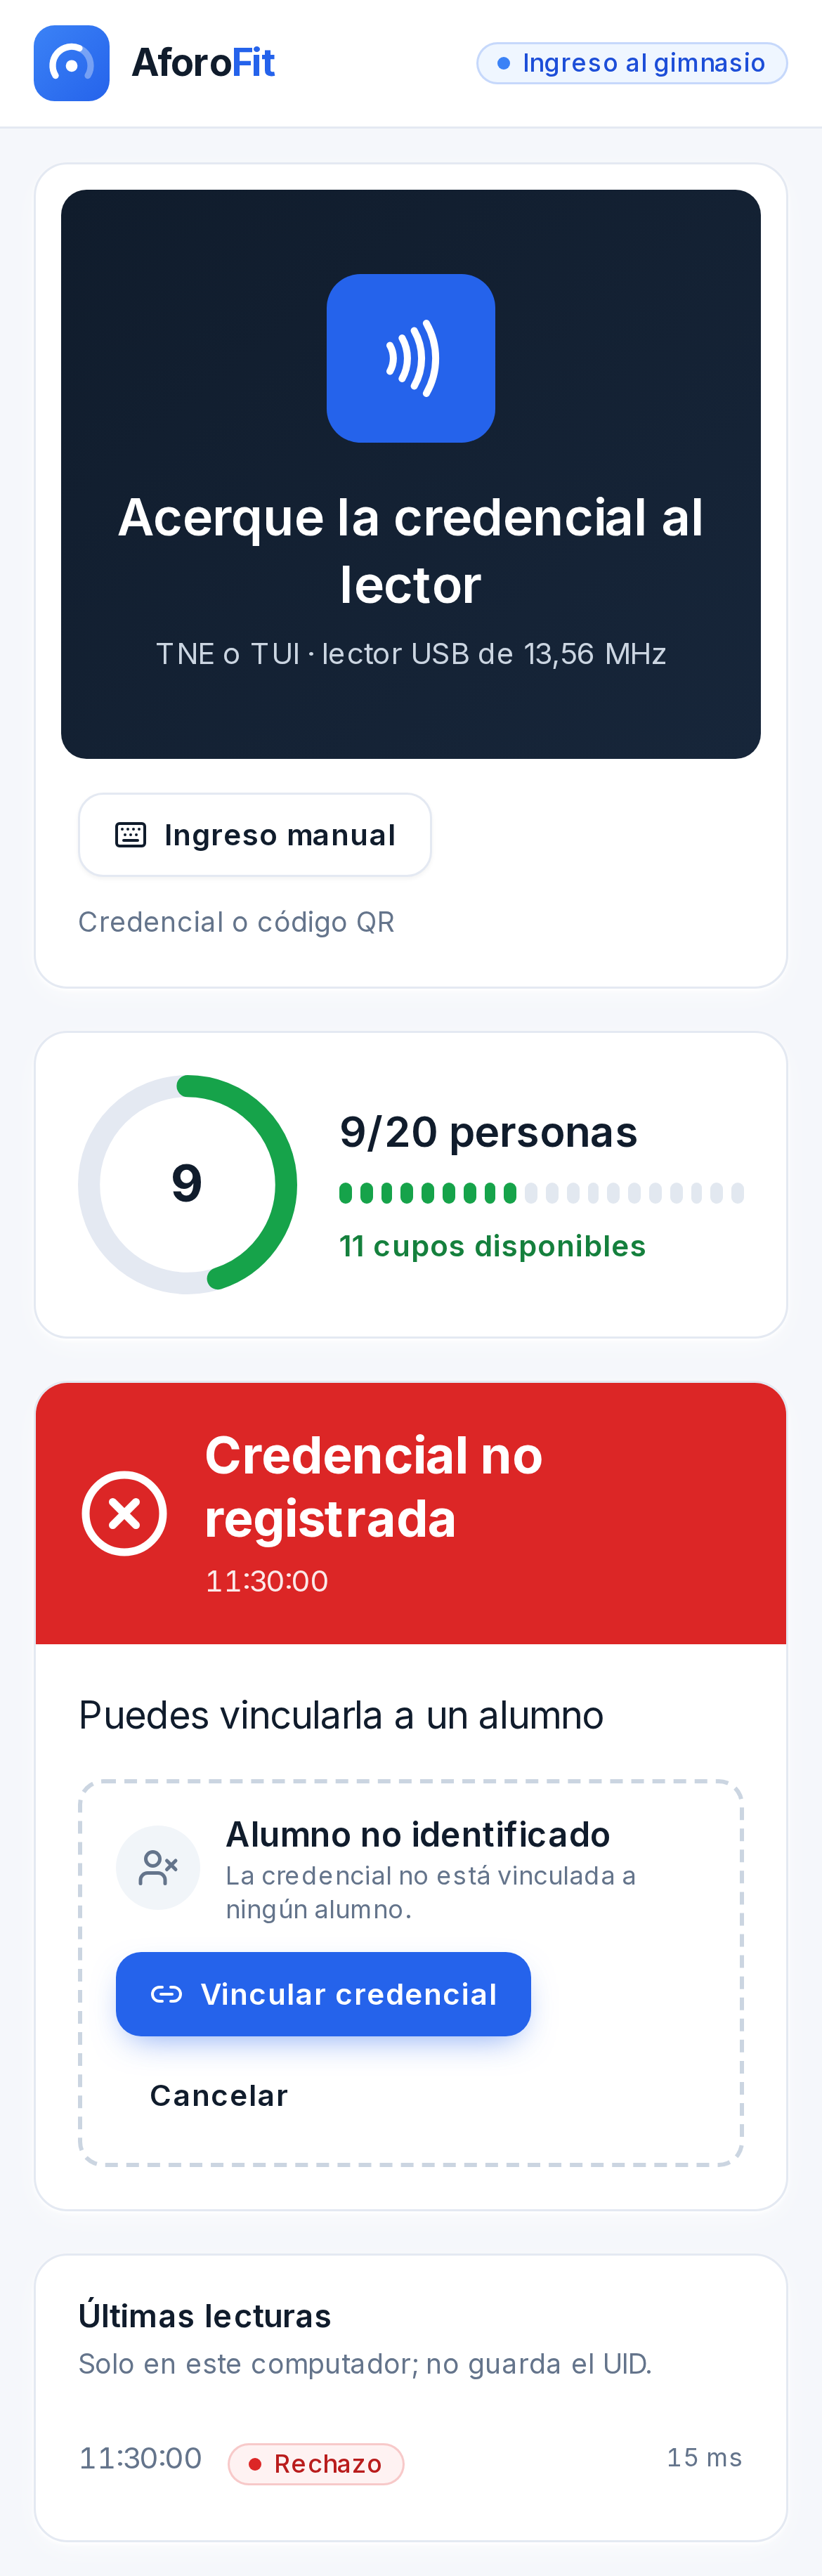 AforoFit
Ingreso al gimnasio
Acerque la credencial al
lector
TNE o TUI · lector USB de 13,56 MHz
Ingreso manual
Credencial o código QR
9
9/20 personas
11 cupos disponibles
Credencial no
registrada
11:30:00
Puedes vincularla a un alumno
Alumno no identificado
La credencial no está vinculada a
ningún alumno.
Vincular credencial
Cancelar
Últimas lecturas
Solo en este computador; no guarda el UID.
11:30:00 Rechazo 15 ms